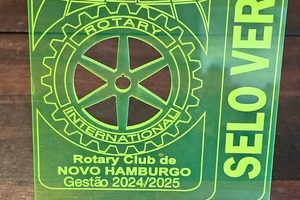 ROTARY
INTERNATIONAL
Rotary Club de
NOVO HAMBURGO
Gestão 2024/2025
SELO VER